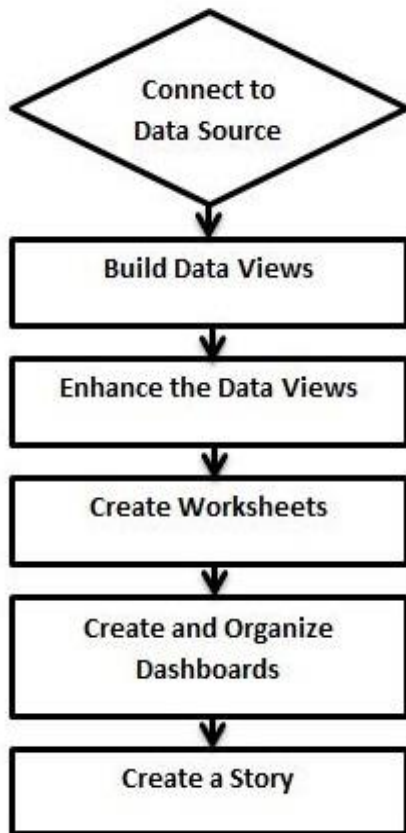 Connect to
Data Source
Build Data Views
Enhance the Data Views
Create Worksheets
Create and Organize
Dashboards
Create a Story